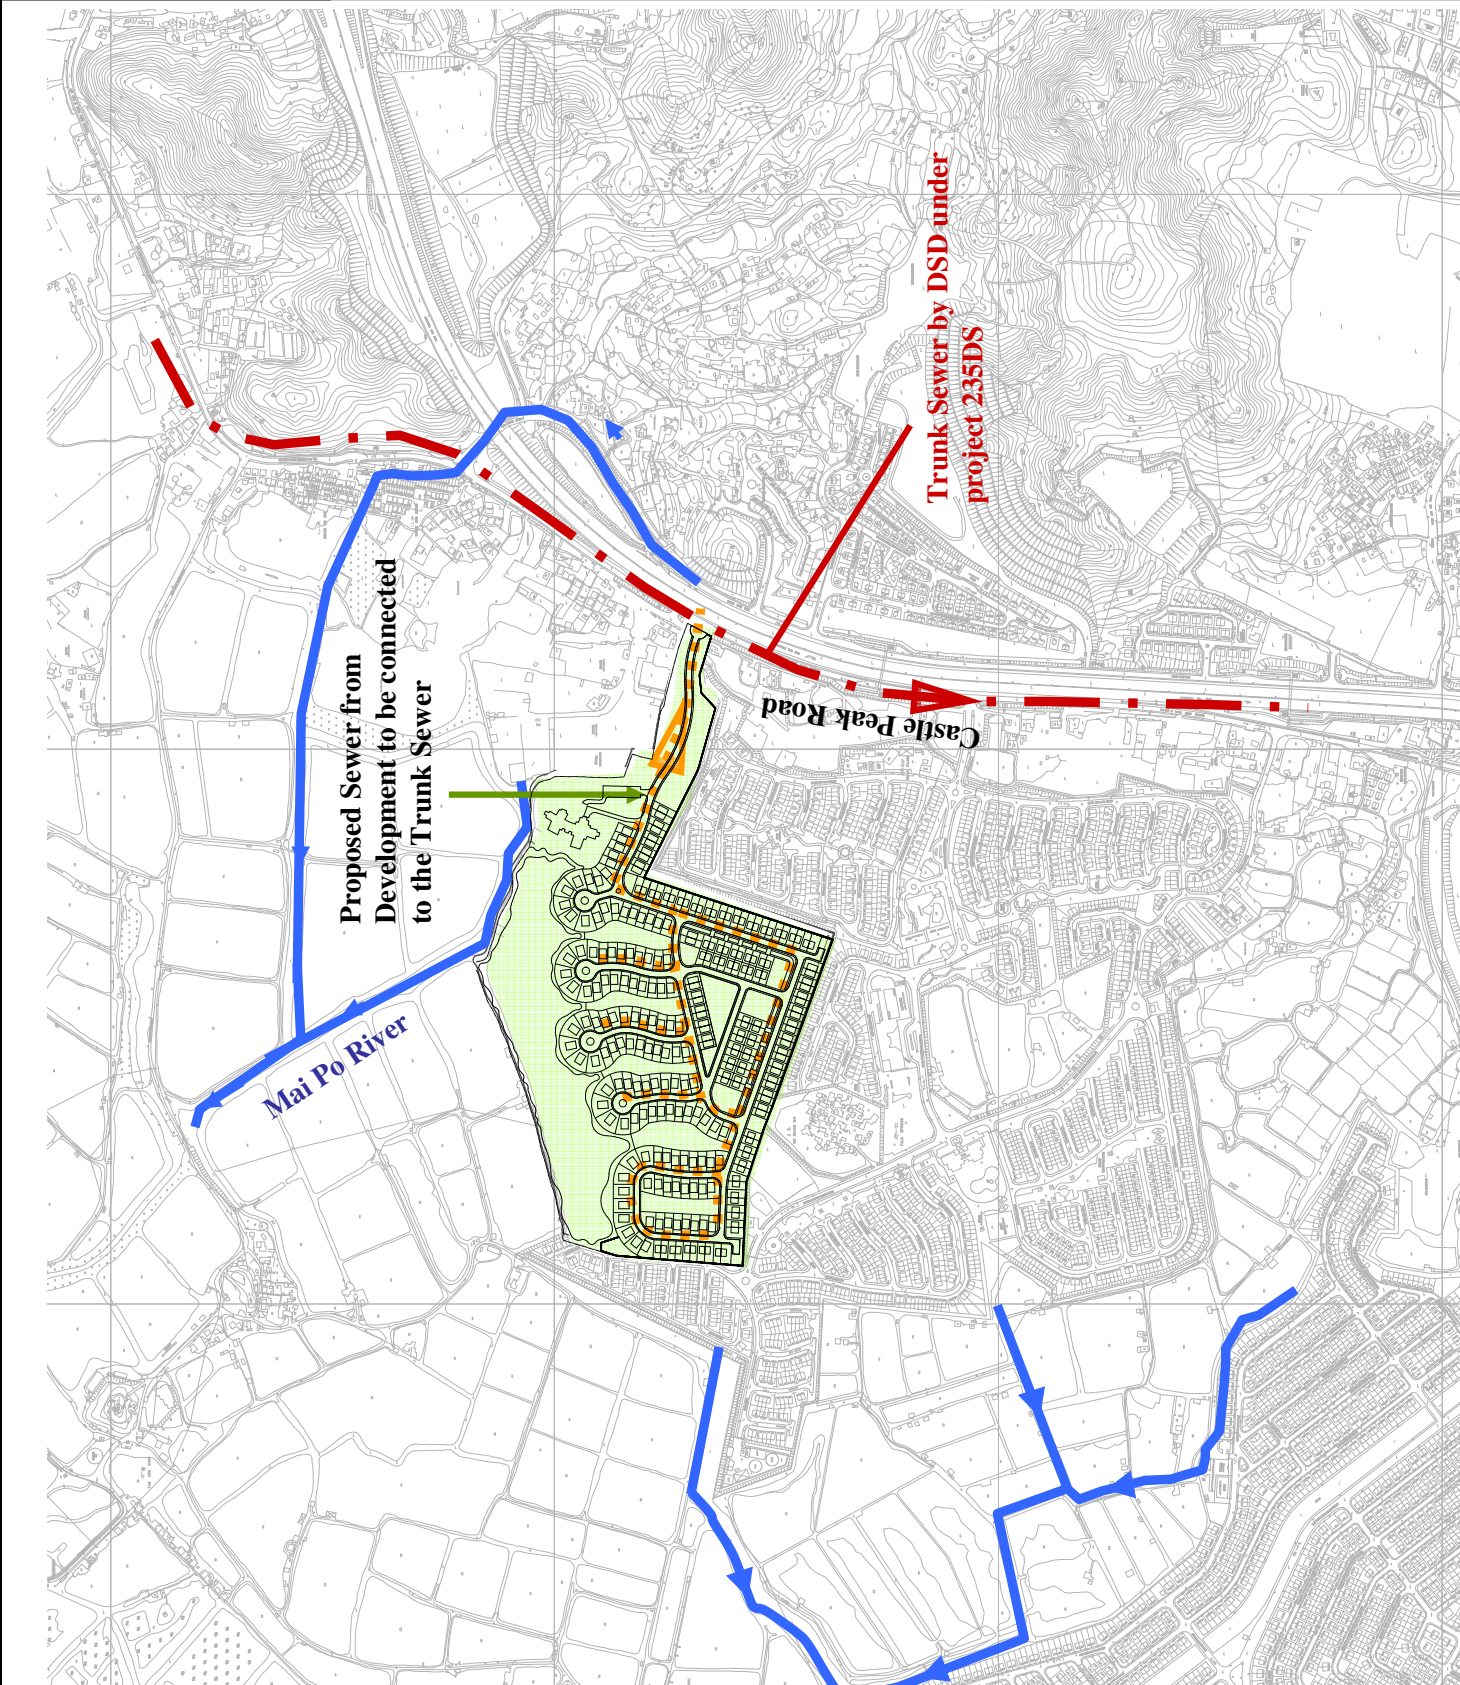 Trunk Sewer by DSD under
project 235DS
Castle Peak Road
Proposed Sewer from
Development to be connected
to the Trunk Sewer
Mai Po River